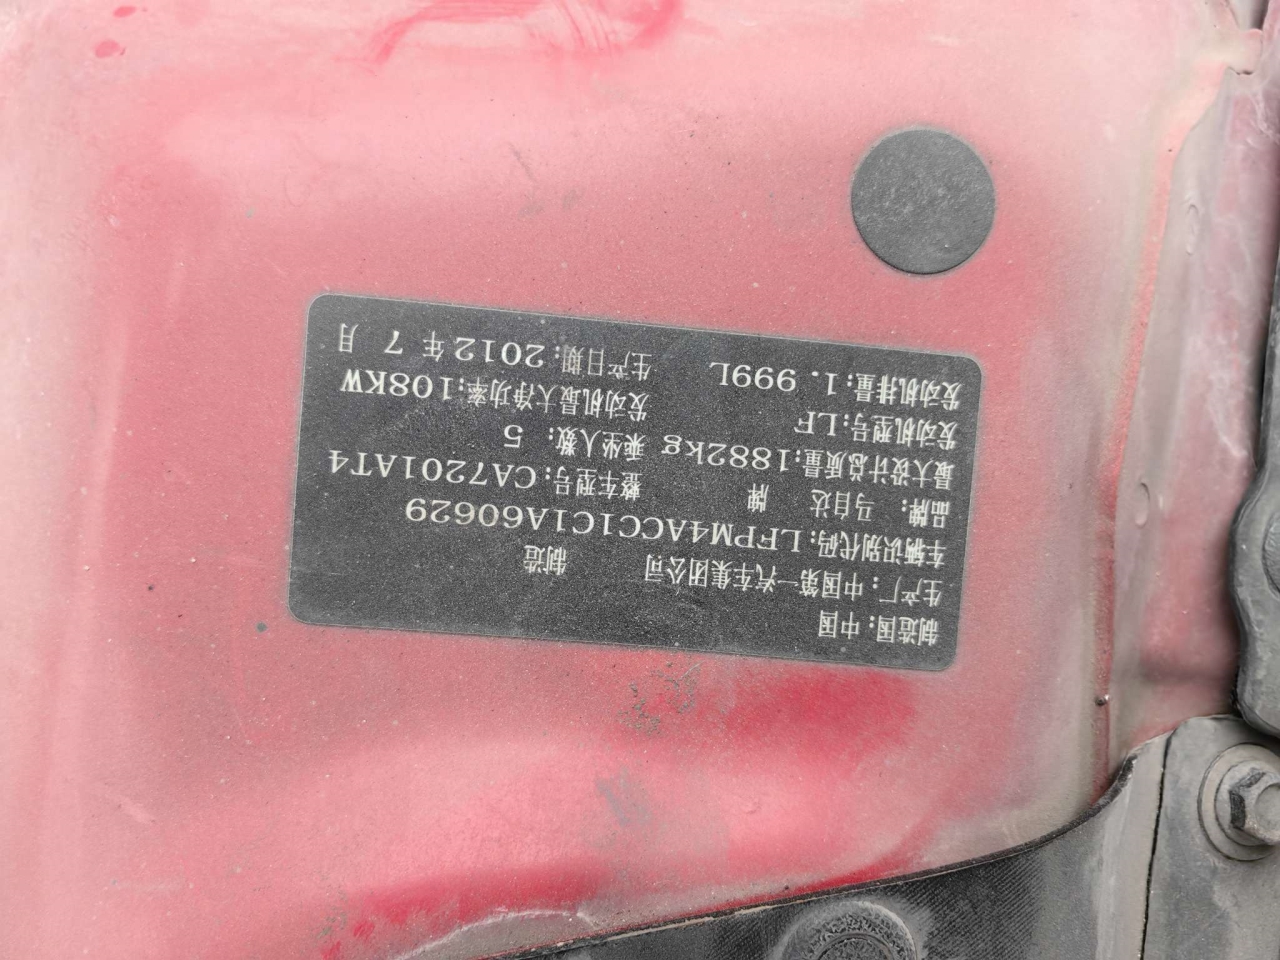 制造国:中国
生产厂:中国第一汽车集团公司 制造
车辆识别代码:LFPM4ACC1C1A60629
品牌: 马自达 牌 整车型号:CA7201AT4
最大设计总质量:1882kg 乘坐人数: 5
发动机型号:LF 发动机最大净功率:108KW
发动机排量:1.999L 生产日期:2012年 7 月